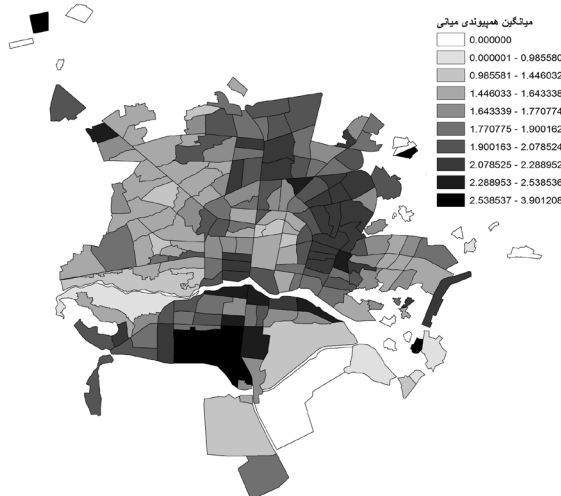 میانگین همپیوندی میانی
0.000000
0.000001 - 0.985580
0.985581 - 1.446032
1.446033 - 1.643338
1.643339 - 1.770774
1.770775 - 1.900162
1.900163 - 2.078524
2.078525 - 2.288952
2.288953 - 2.538536
2.538537 - 3.901208